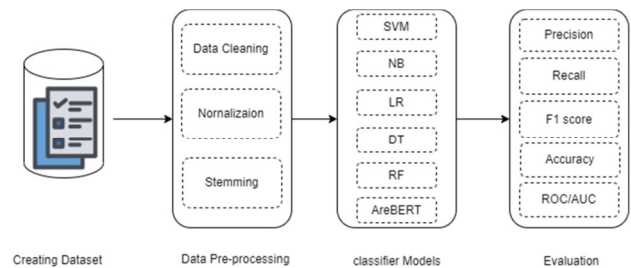 Data Cleaning
Nornalizaion
Stemming
SVM
NB
LR
DT
RF
AreBERT
Precision
Recall
F1 score
Accuracy
ROC/AUC
Creating Dataset
Data Pre-processing
classifier Models
Evaluation